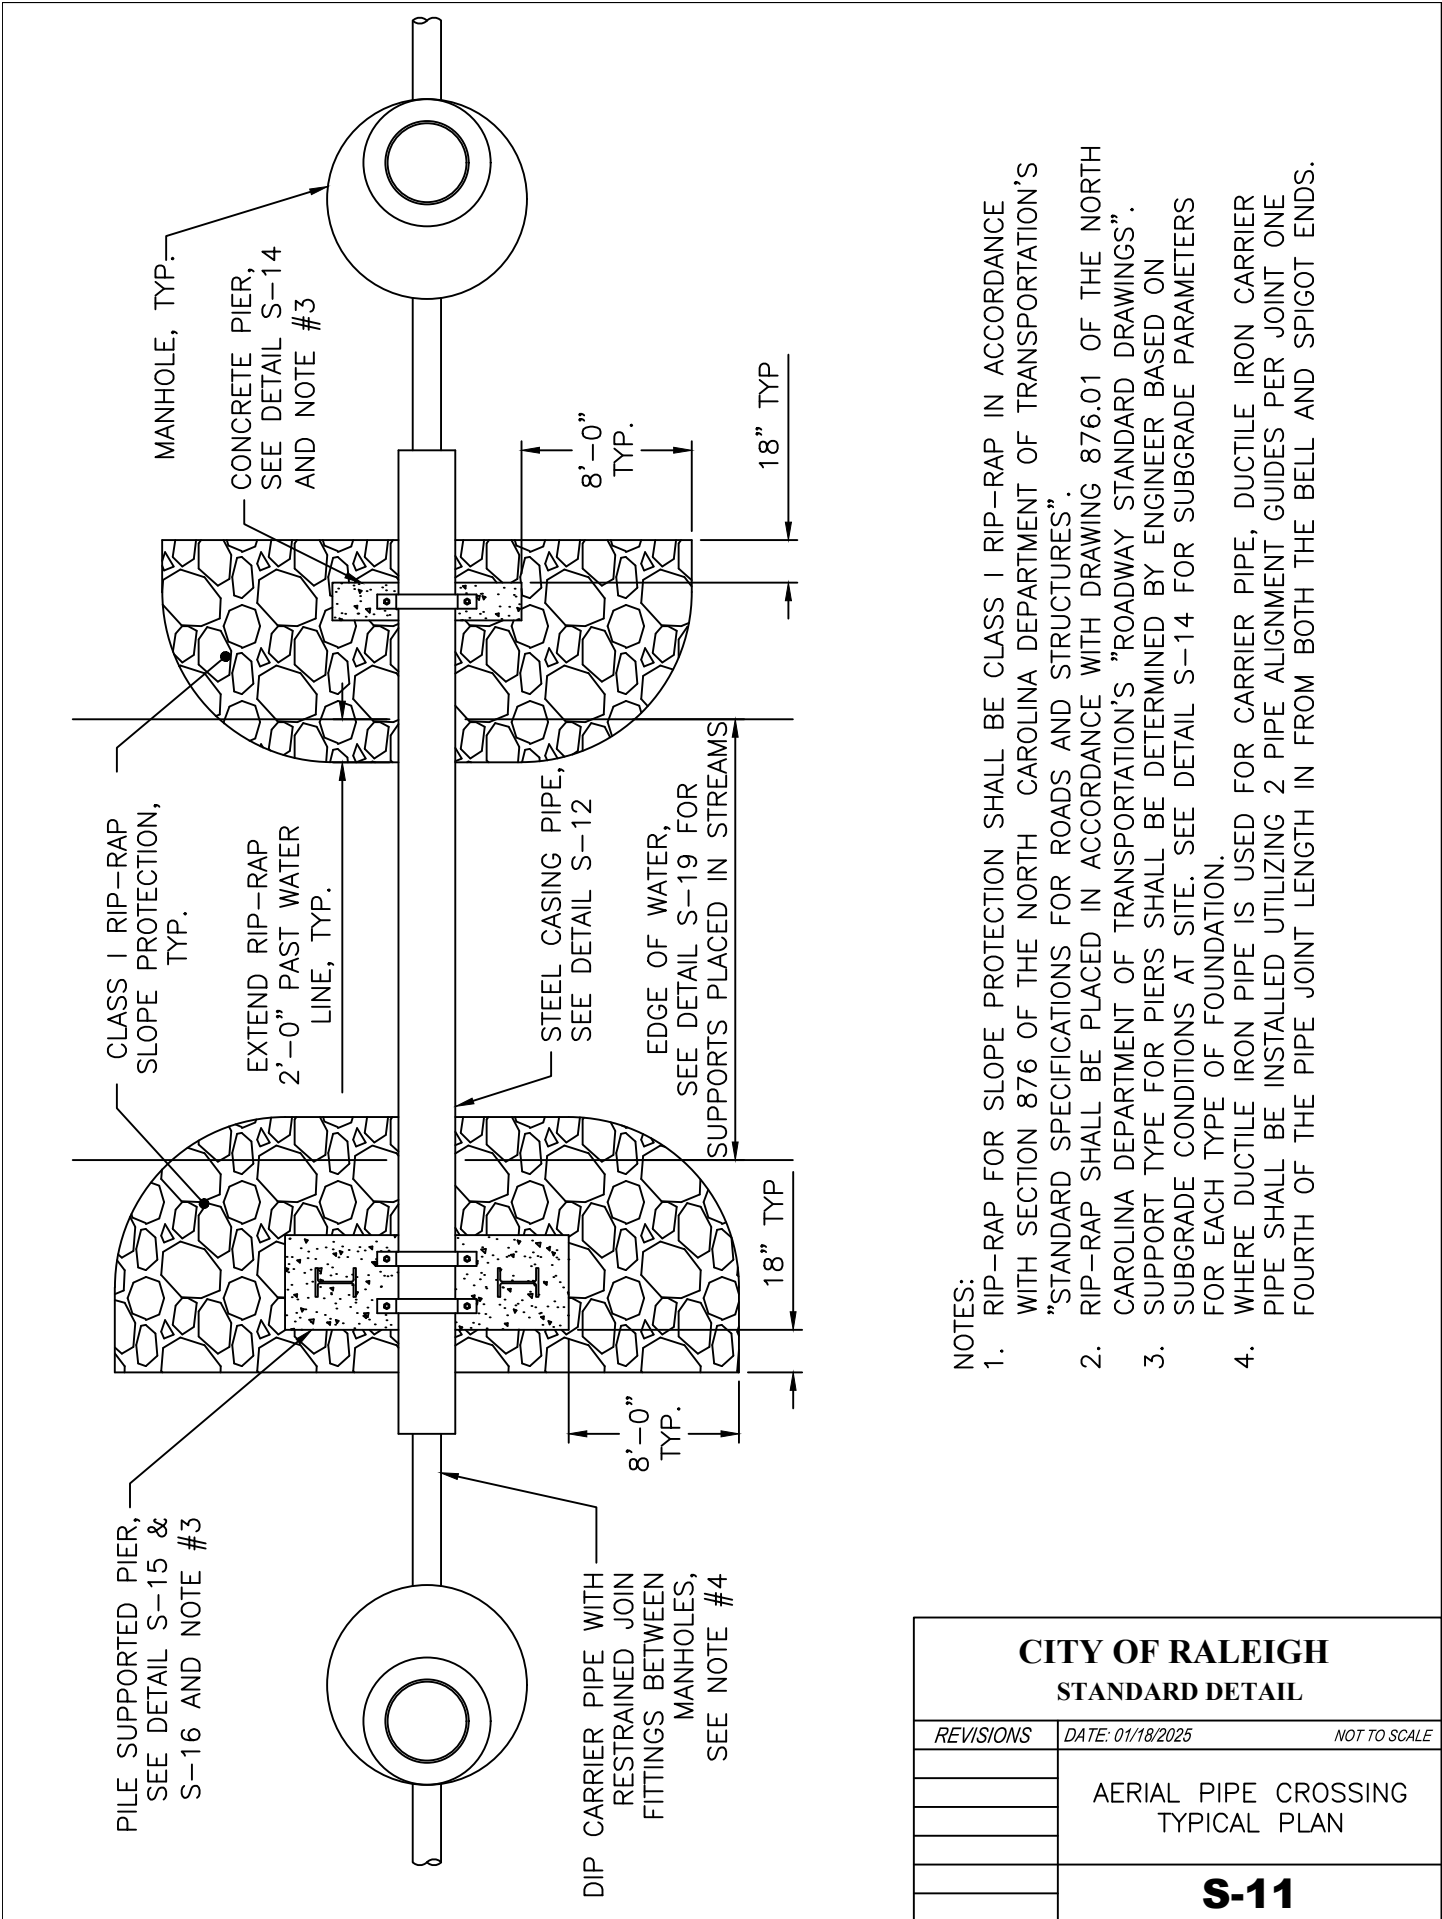 MANHOLE, TYP.
CONCRETE PIER,
SEE DETAIL S-14
AND NOTE #3
8'-0"
TYP.
18" TYP
CLASS I RIP-RAP
SLOPE PROTECTION,
TYP.
EXTEND RIP-RAP
2'-0" PAST WATER
LINE, TYP.
STEEL CASING PIPE,
SEE DETAIL S-12
EDGE OF WATER,
SEE DETAIL S-19 FOR
SUPPORTS PLACED IN STREAMS
18" TYP
8'-0"
TYP.
PILE SUPPORTED PIER,
SEE DETAIL S-15 &
S-16 AND NOTE #3
DIP CARRIER PIPE WITH
RESTRAINED JOIN
FITTINGS BETWEEN
MANHOLES,
SEE NOTE #4
NOTES:
1. RIP-RAP FOR SLOPE PROTECTION SHALL BE CLASS I RIP-RAP IN ACCORDANCE
WITH SECTION 876 OF THE NORTH CAROLINA DEPARTMENT OF TRANSPORTATION'S
"STANDARD SPECIFICATIONS FOR ROADS AND STRUCTURES".
2. RIP-RAP SHALL BE PLACED IN ACCORDANCE WITH DRAWING 876.01 OF THE NORTH
CAROLINA DEPARTMENT OF TRANSPORTATION'S "ROADWAY STANDARD DRAWINGS".
3. SUPPORT TYPE FOR PIERS SHALL BE DETERMINED BY ENGINEER BASED ON
SUBGRADE CONDITIONS AT SITE. SEE DETAIL S-14 FOR SUBGRADE PARAMETERS
FOR EACH TYPE OF FOUNDATION.
4. WHERE DUCTILE IRON PIPE IS USED FOR CARRIER PIPE, DUCTILE IRON CARRIER
PIPE SHALL BE INSTALLED UTILIZING 2 PIPE ALIGNMENT GUIDES PER JOINT ONE
FOURTH OF THE PIPE JOINT LENGTH IN FROM BOTH THE BELL AND SPIGOT ENDS.
CITY OF RALEIGH
STANDARD DETAIL
REVISIONS
DATE: 01/18/2025
NOT TO SCALE
AERIAL PIPE CROSSING
TYPICAL PLAN
S-11